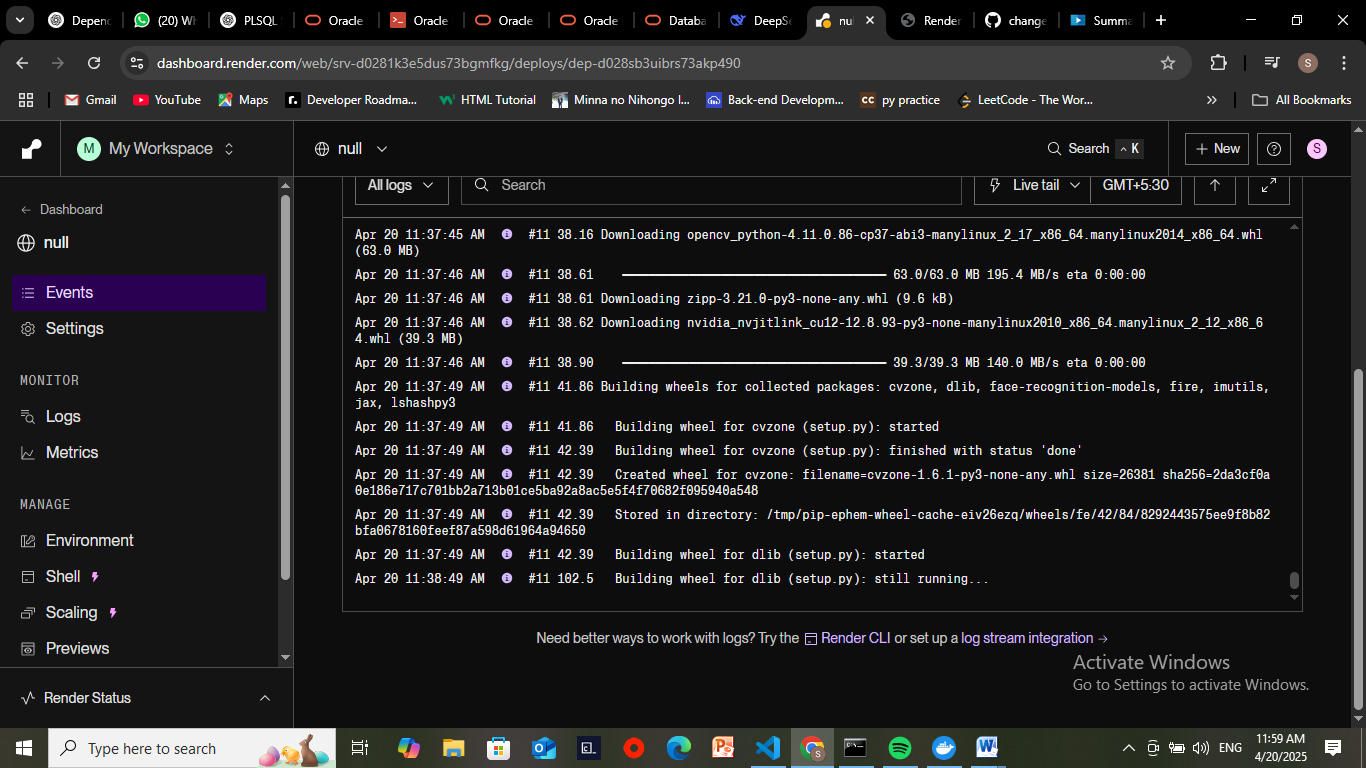 Depend
(20) Wh
PLSQL
Oracle
Oracle
Oracle
Oracle
Databa
DeepSe
nu
Render
change
Summa
dashboard.render.com/web/srv-d0281k3e5dus73bgmfkg/deploys/dep-d028sb3uibrs73akp490
S
Gmail
YouTube
Maps
Developer Roadma...
HTML Tutorial
Minna no Nihongo I...
Back-end Developm...
py practice
LeetCode - The Wor...
All Bookmarks
M My Workspace
null
Search ^ K
+ New
S
← Dashboard
null
Events
Settings
MONITOR
Logs
Metrics
MANAGE
Environment
Shell
Scaling
Previews
Render Status
All logs
Search
Live tail
GMT+5:30
Apr 20 11:37:45 AM #11 38.16 Downloading opencv_python-4.11.0.86-cp37-abi3-manylinux_2_17_x86_64.manylinux2014_x86_64.whl
(63.0 MB)
Apr 20 11:37:46 AM #11 38.61 ━━━━━━━━━━━━━━━━━━━━━━━━━━━━━━━━━━━━━━━━ 63.0/63.0 MB 195.4 MB/s eta 0:00:00
Apr 20 11:37:46 AM #11 38.61 Downloading zipp-3.21.0-py3-none-any.whl (9.6 kB)
Apr 20 11:37:46 AM #11 38.62 Downloading nvidia_nvjitlink_cu12-12.8.93-py3-none-manylinux2010_x86_64.manylinux_2_12_x86_6
4.whl (39.3 MB)
Apr 20 11:37:46 AM #11 38.90 ━━━━━━━━━━━━━━━━━━━━━━━━━━━━━━━━━━━━━━━━ 39.3/39.3 MB 140.0 MB/s eta 0:00:00
Apr 20 11:37:49 AM #11 41.86 Building wheels for collected packages: cvzone, dlib, face-recognition-models, fire, imutils,
jax, lshashpy3
Apr 20 11:37:49 AM #11 41.86 Building wheel for cvzone (setup.py): started
Apr 20 11:37:49 AM #11 42.39 Building wheel for cvzone (setup.py): finished with status 'done'
Apr 20 11:37:49 AM #11 42.39 Created wheel for cvzone: filename=cvzone-1.6.1-py3-none-any.whl size=26381 sha256=2da3cf0a
0e186e717c701bb2a713b01ce5ba92a8ac5e5f4f70682f095940a548
Apr 20 11:37:49 AM #11 42.39 Stored in directory: /tmp/pip-ephem-wheel-cache-eiv26ezq/wheels/fe/42/84/8292443575ee9f8b82
bfa0678160feef87a598d61964a94650
Apr 20 11:37:49 AM #11 42.39 Building wheel for dlib (setup.py): started
Apr 20 11:38:49 AM #11 102.5 Building wheel for dlib (setup.py): still running...
Need better ways to work with logs? Try the Render CLI or set up a log stream integration →
Activate Windows
Go to Settings to activate Windows.
Type here to search
ENG
11:59 AM
4/20/2025